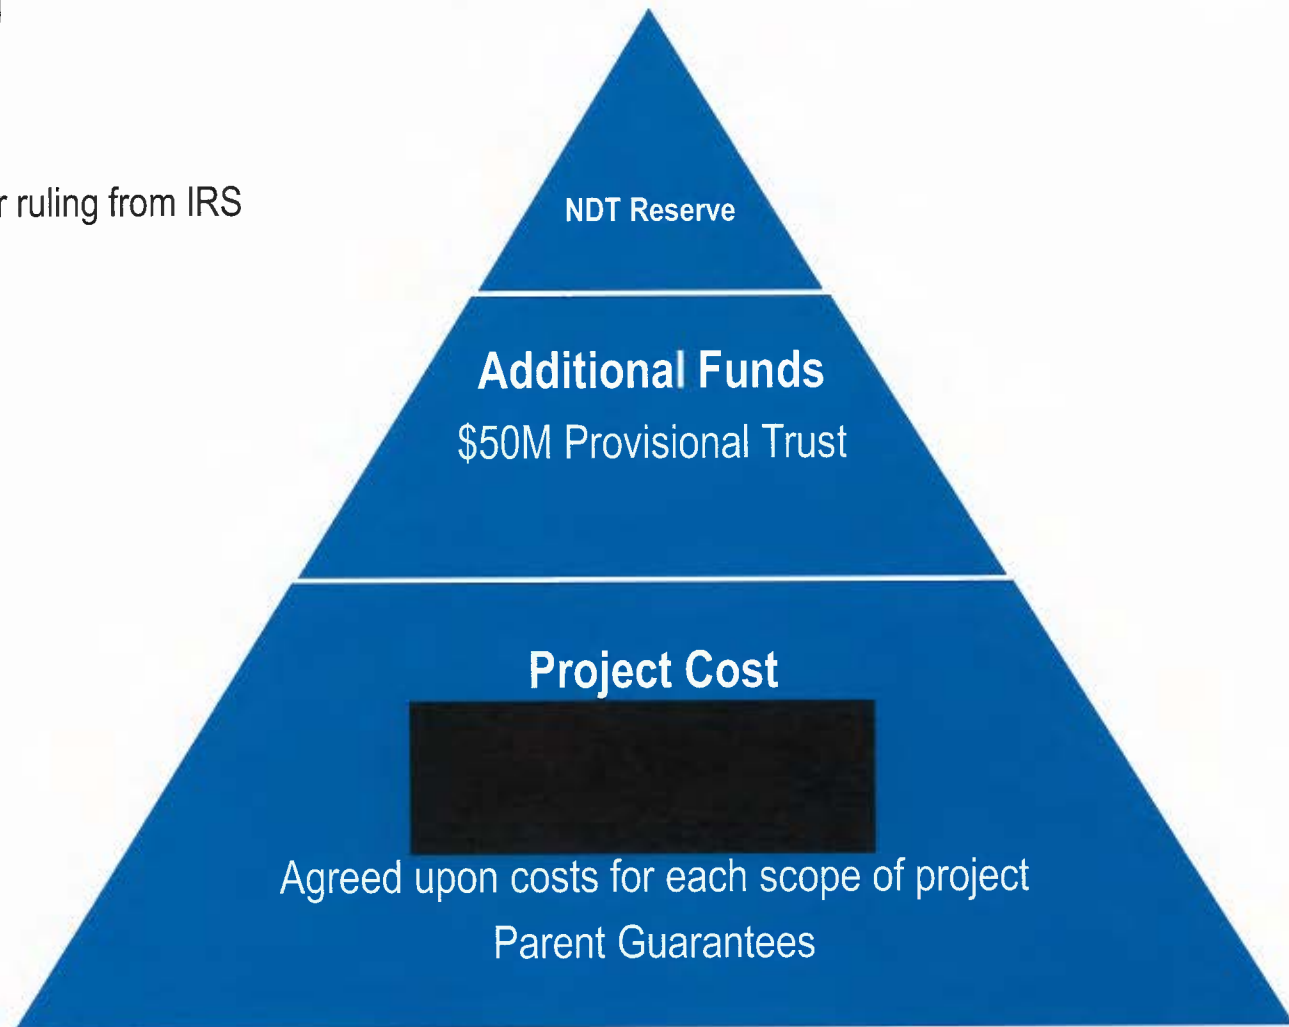 ruling from IRS
NDT Reserve
Additional Funds
$50M Provisional Trust
Project Cost
Agreed upon costs for each scope of project
Parent Guarantees